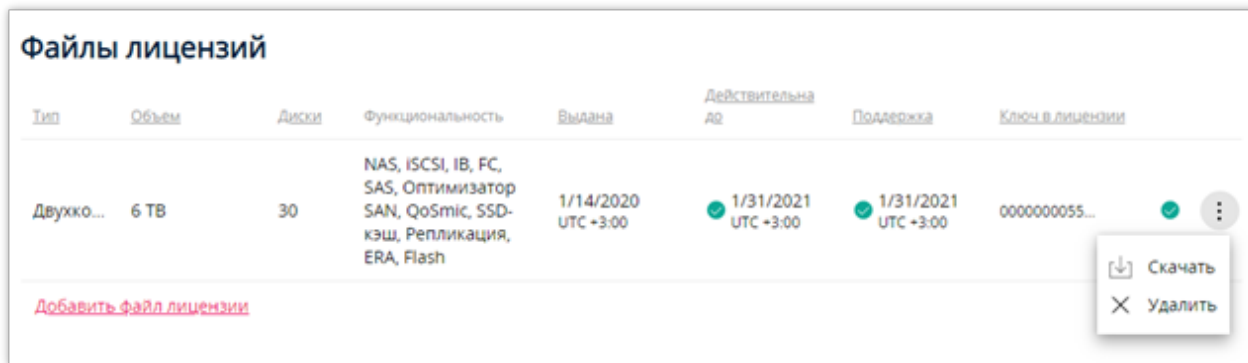 Файлы лицензий
Тип Объем Диски Функциональность Выдана Действительна до Поддержка Ключ в лицензии
Двухко... 6 TB 30 NAS, iSCSI, IB, FC,
SAS, Оптимизатор
SAN, QoSmic, SSD-
кэш, Репликация,
ERA, Flash
1/14/2020
UTC +3:00
1/31/2021
UTC +3:00
1/31/2021
UTC +3:00
0000000055...
Скачать
Удалить
Добавить файл лицензии